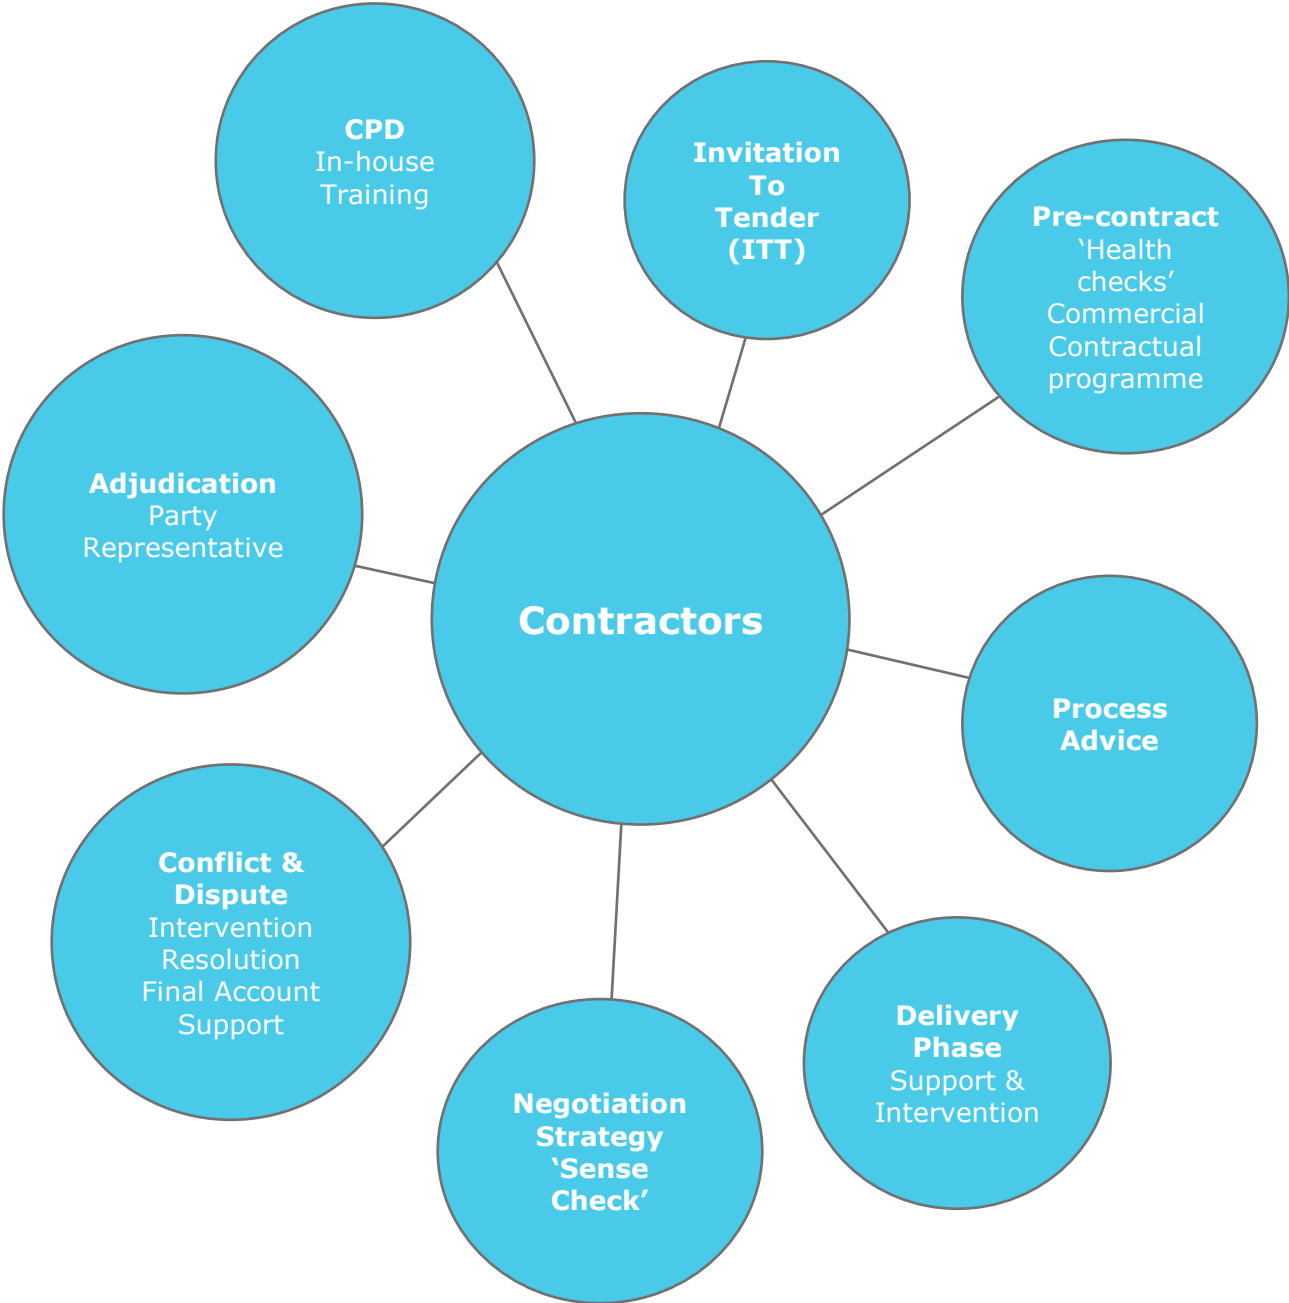 CPD
In-house
Training
Invitation
To
Tender
(ITT)
Pre-contract
‘Health
checks’
Commercial
Contractual
programme
Adjudication
Party
Representative
Contractors
Process
Advice
Conflict &
Dispute
Intervention
Resolution
Final Account
Support
Delivery
Phase
Support &
Intervention
Negotiation
Strategy
‘Sense
Check’